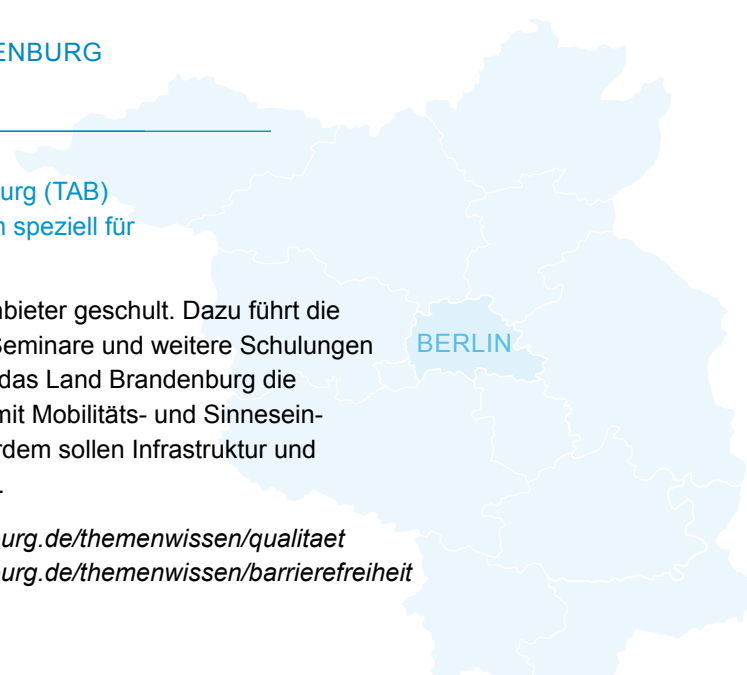 ENBURG
urg (TAB)
n speziell für
nbieter geschult. Dazu führt die
Seminare und weitere Schulungen
BERLIN
das Land Brandenburg die
mit Mobilitäts- und Sinnesein-
rdem sollen Infrastruktur und
.
urg.de/themenwissen/qualitaet
urg.de/themenwissen/barrierefreiheit